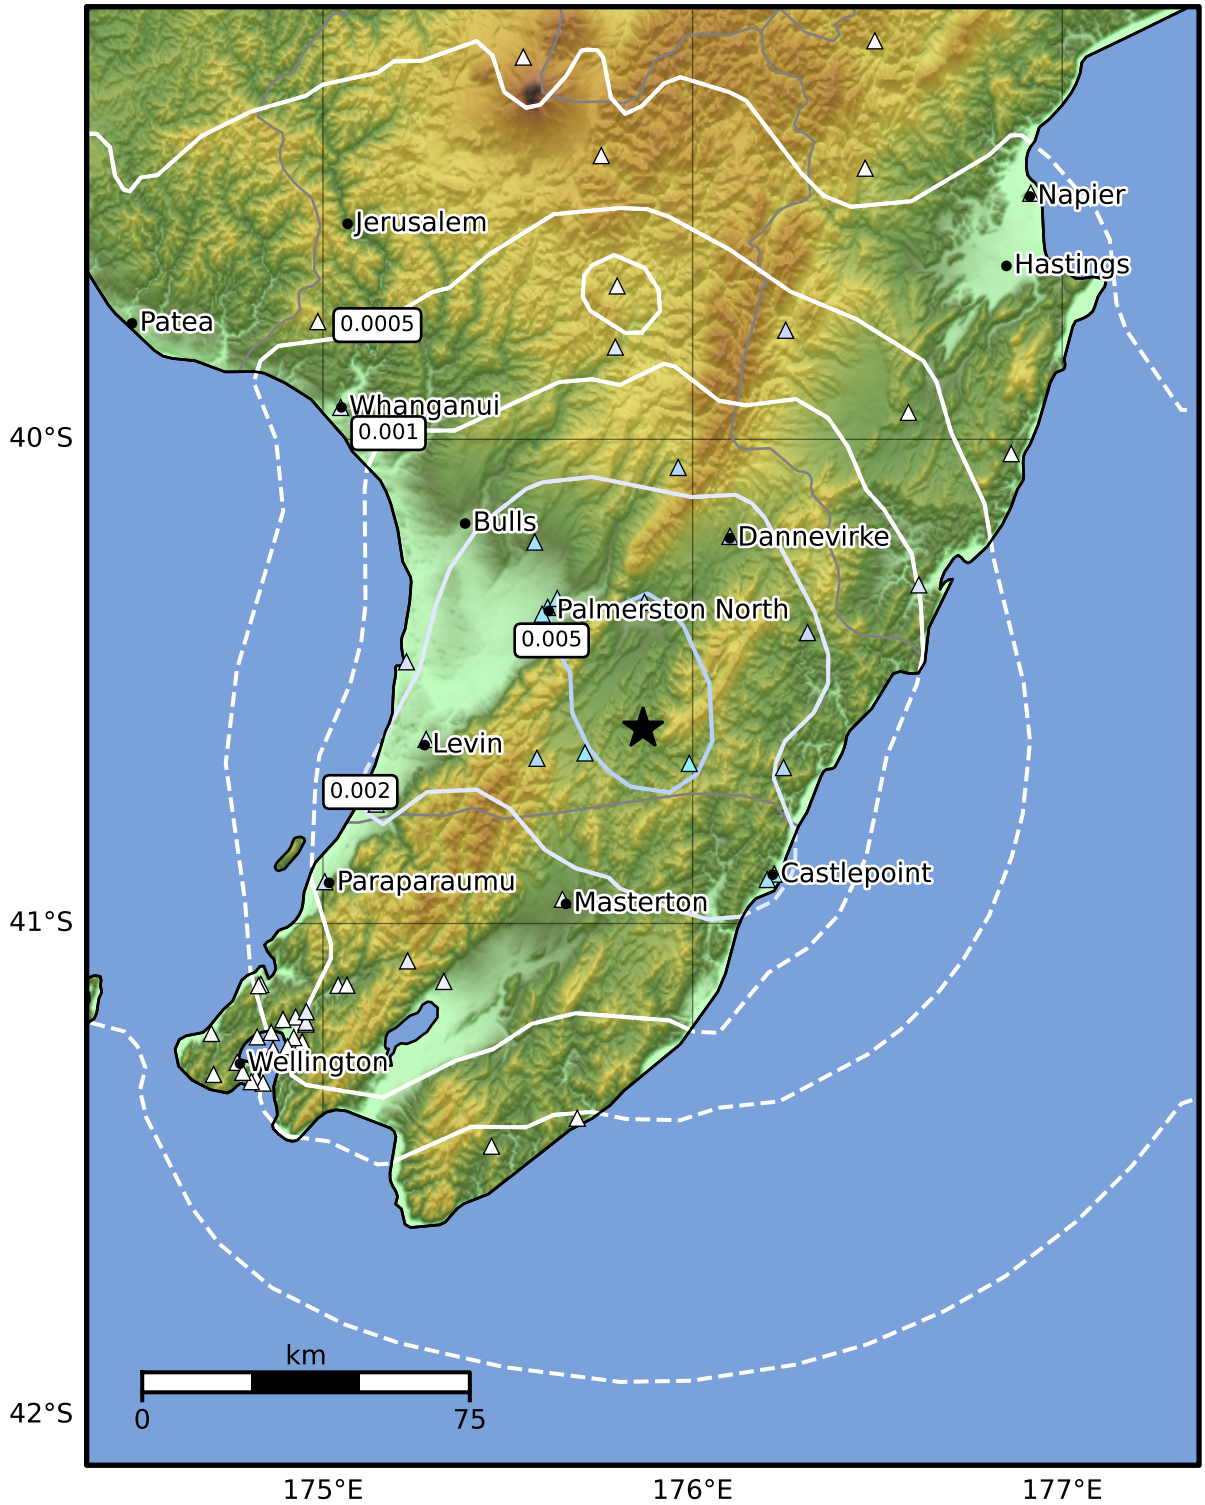 Napier
Jerusalem
Hastings
Patea
0.0005
Whanganui
0.001
40°S
Bulls
Dannevirke
Palmerston North
0.005
Levin
0.002
Castlepoint
Paraparaumu
Masterton
41°S
Wellington
km
0
75
42°S
175°E
176°E
177°E